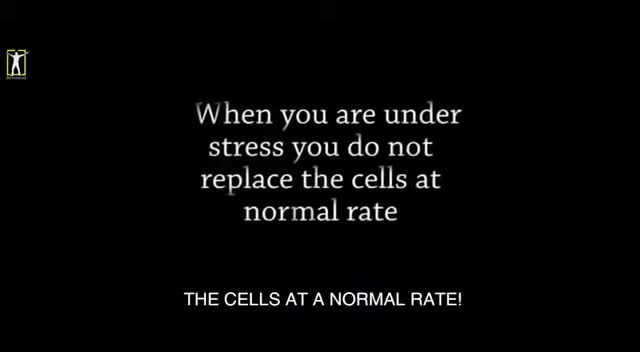 When you are under
stress you do not
replace the cells at
normal rate
THE CELLS AT A NORMAL RATE!